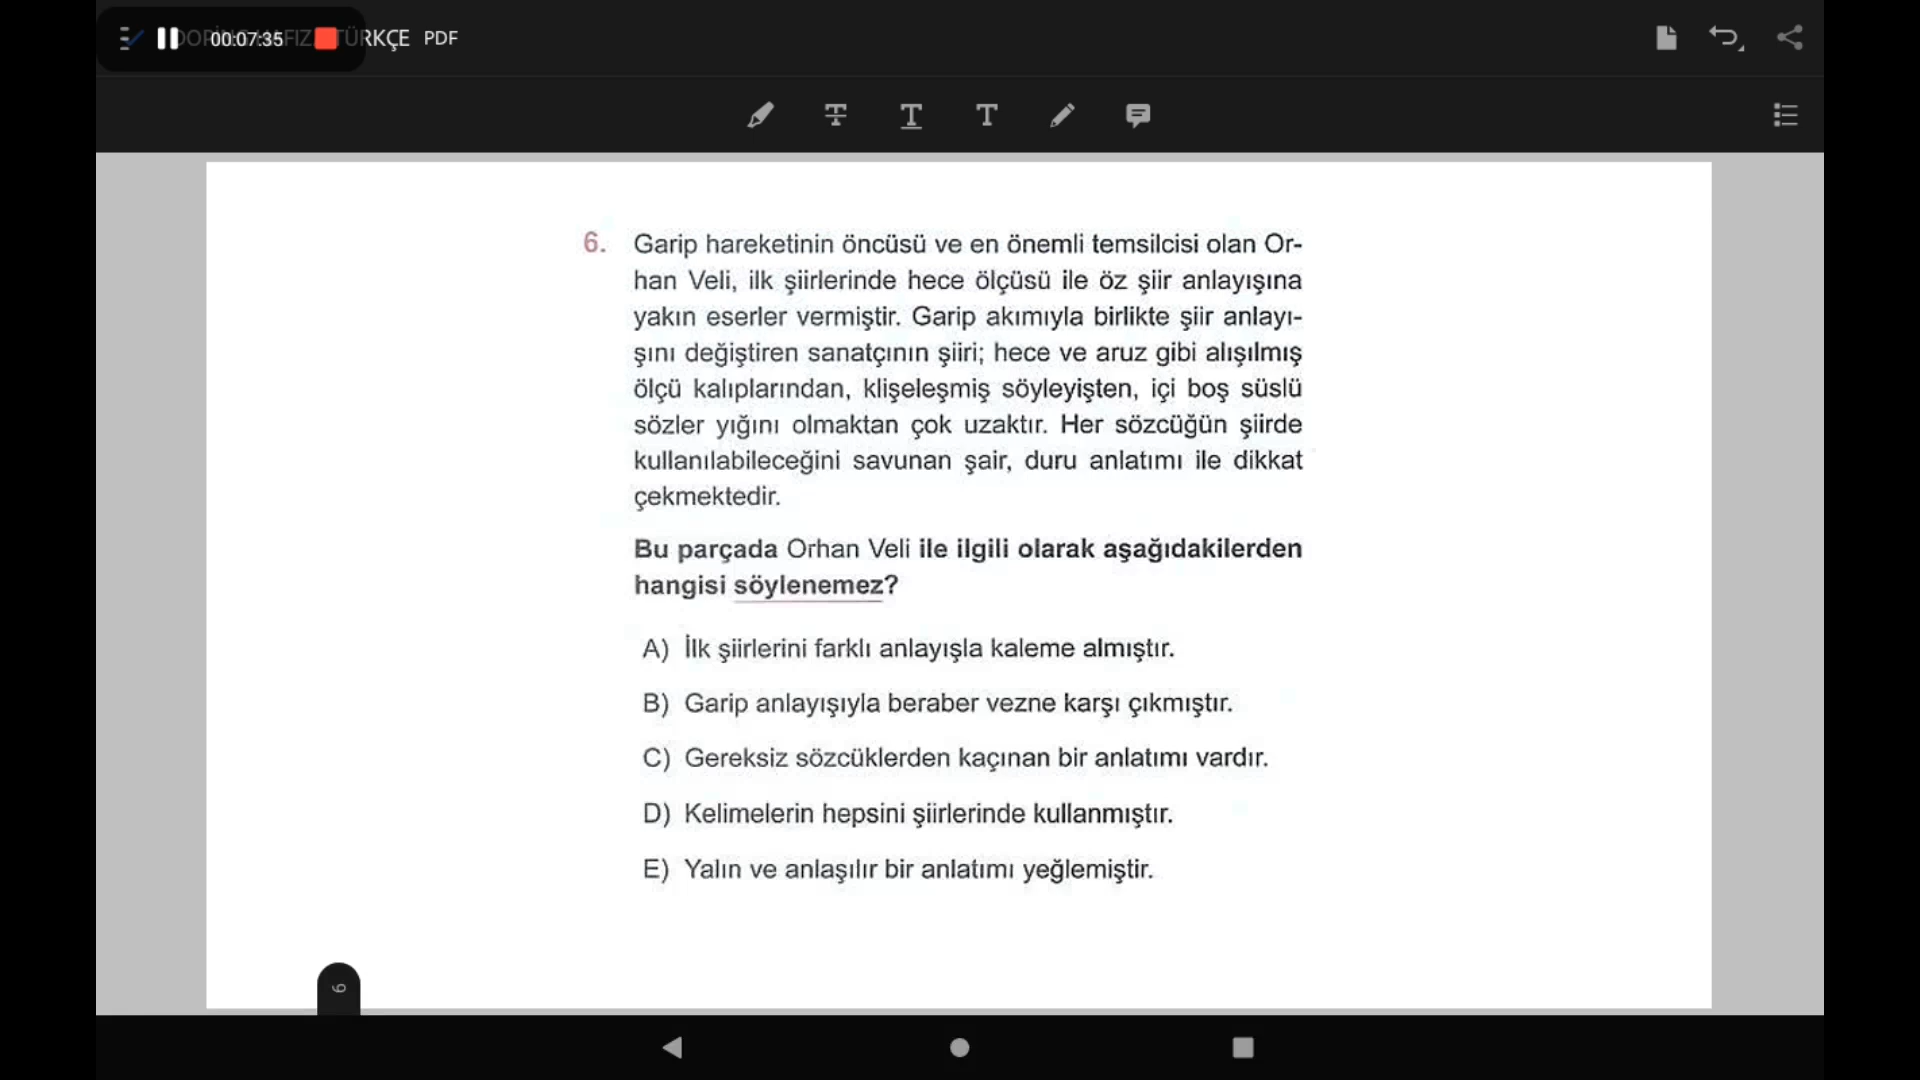 00:07:35 TÜRKÇE PDF
6. Garip hareketinin öncüsü ve en önemli temsilcisi olan Or-
han Veli, ilk şiirlerinde hece ölçüsü ile öz şiir anlayışına
yakın eserler vermiştir. Garip akımıyla birlikte şiir anlayı-
şını değiştiren sanatçının şiiri; hece ve aruz gibi alışılmış
ölçü kalıplarından, klişeleşmiş söyleyişten, içi boş süslü
sözler yığını olmaktan çok uzaktır. Her sözcüğün şiirde
kullanılabileceğini savunan şair, duru anlatımı ile dikkat
çekmektedir.
Bu parçada Orhan Veli ile ilgili olarak aşağıdakilerden
hangisi söylenemez?
A) İlk şiirlerini farklı anlayışla kaleme almıştır.
B) Garip anlayışıyla beraber vezne karşı çıkmıştır.
C) Gereksiz sözcüklerden kaçınan bir anlatımı vardır.
D) Kelimelerin hepsini şiirlerinde kullanmıştır.
E) Yalın ve anlaşılır bir anlatımı yeğlemiştir.